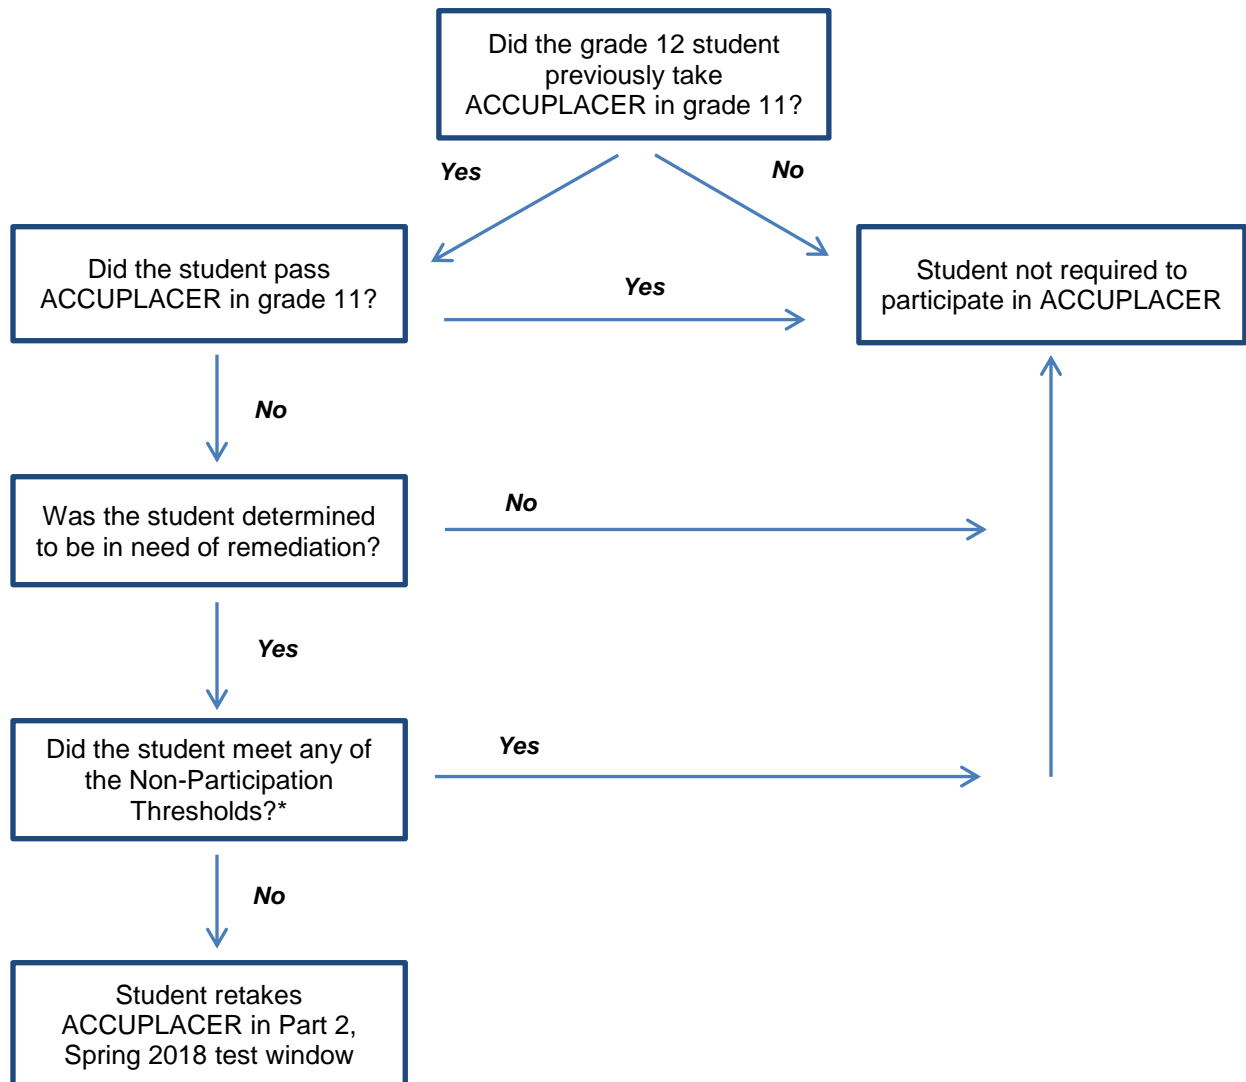 Did the grade 12 student
previously take
ACCUPLACER in grade 11?
Yes
No
Did the student pass
ACCUPLACER in grade 11?
Yes
Student not required to
participate in ACCUPLACER
No
Was the student determined
to be in need of remediation?
No
Yes
Did the student meet any of
the Non-Participation
Thresholds?*
Yes
No
Student retakes
ACCUPLACER in Part 2,
Spring 2018 test window